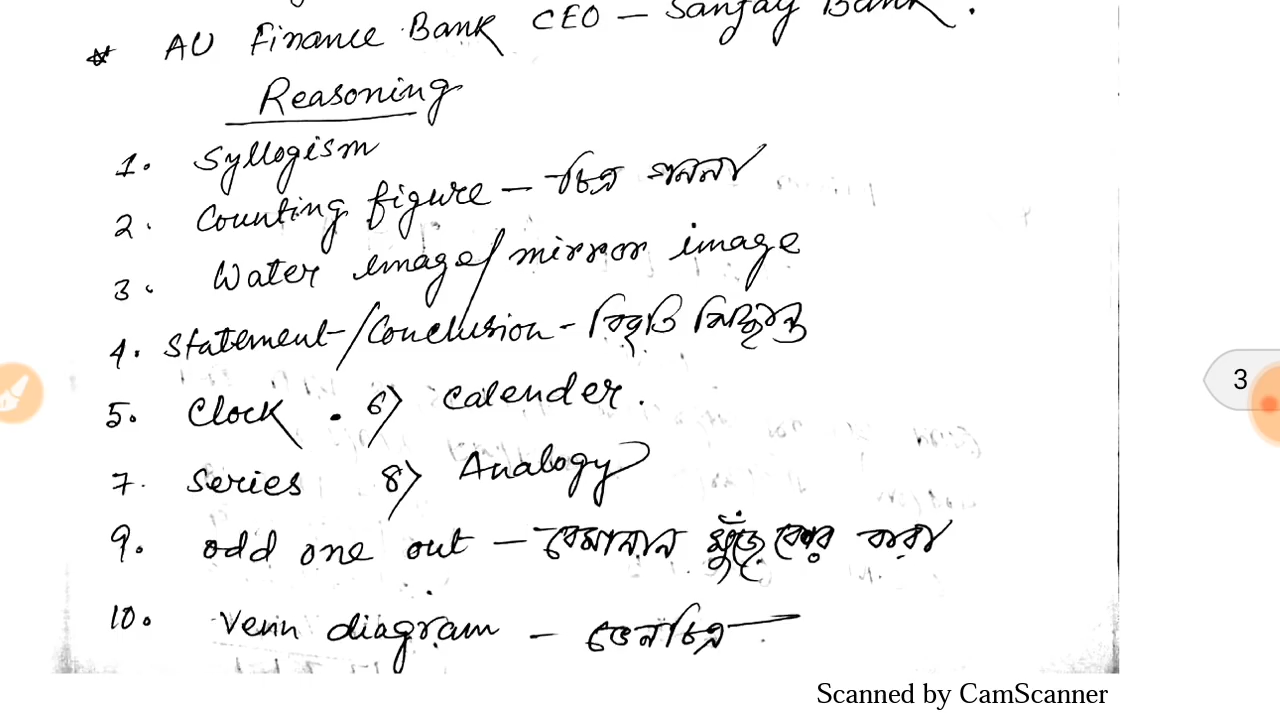 * AU Finance Bank CEO – Sanjay Bank.
Reasoning
1. Syllogism
2. Counting figure – চিত্র গননা
3. Water image/mirror image
4. Statement/Conclusion - বিবৃতি সিদ্ধান্ত
5. Clock . 6) Calender.
7. Series 8) Analogy
9. odd one out – বেমানান খুঁজে বের করা
10. Venn diagram – ভেনচিত্র
3
Scanned by CamScanner